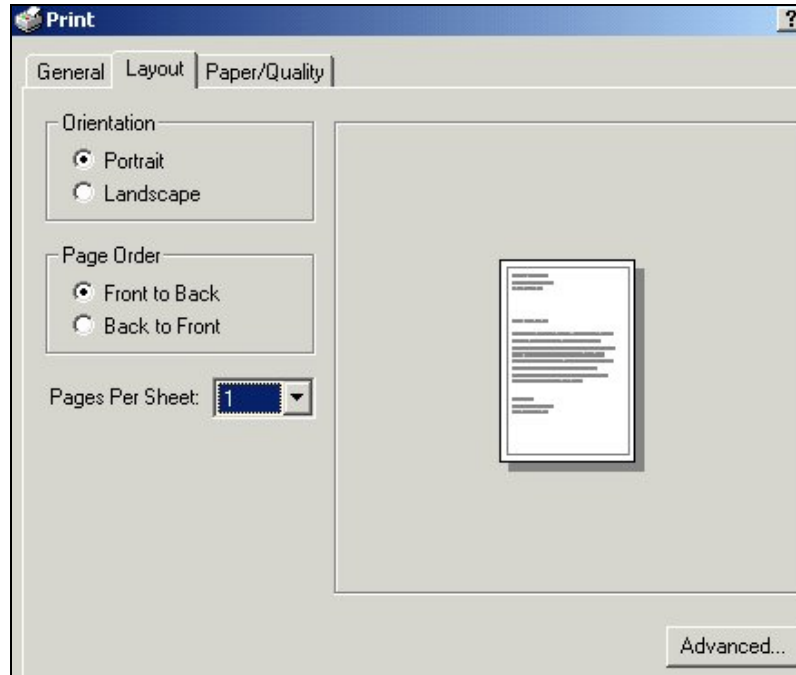 Print ?
General Layout Paper/Quality
Orientation
Portrait
Landscape
Page Order
Front to Back
Back to Front
Pages Per Sheet: 1
Advanced...